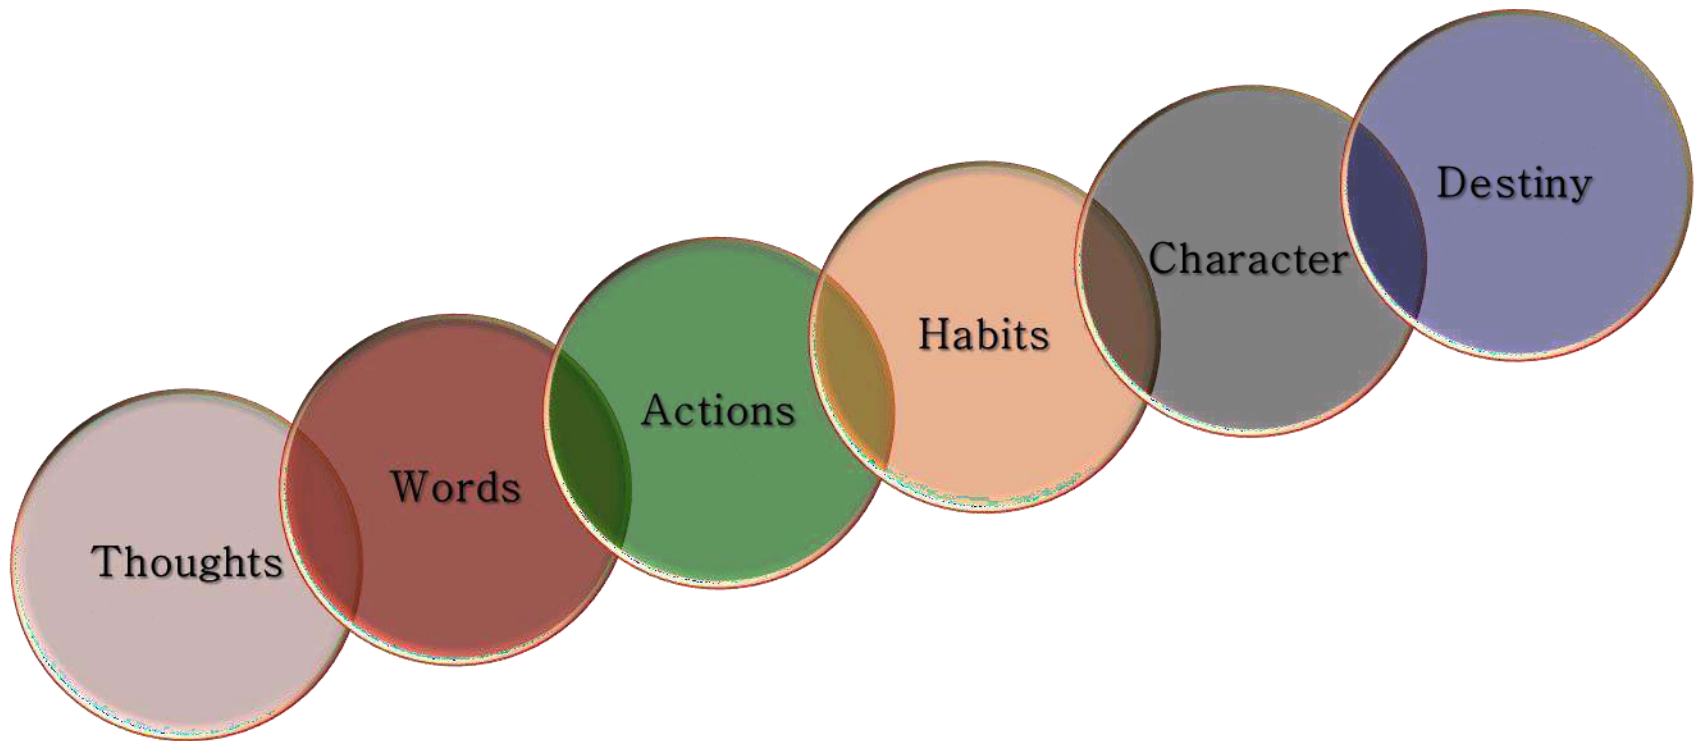 Thoughts
Words
Actions
Habits
Character
Destiny